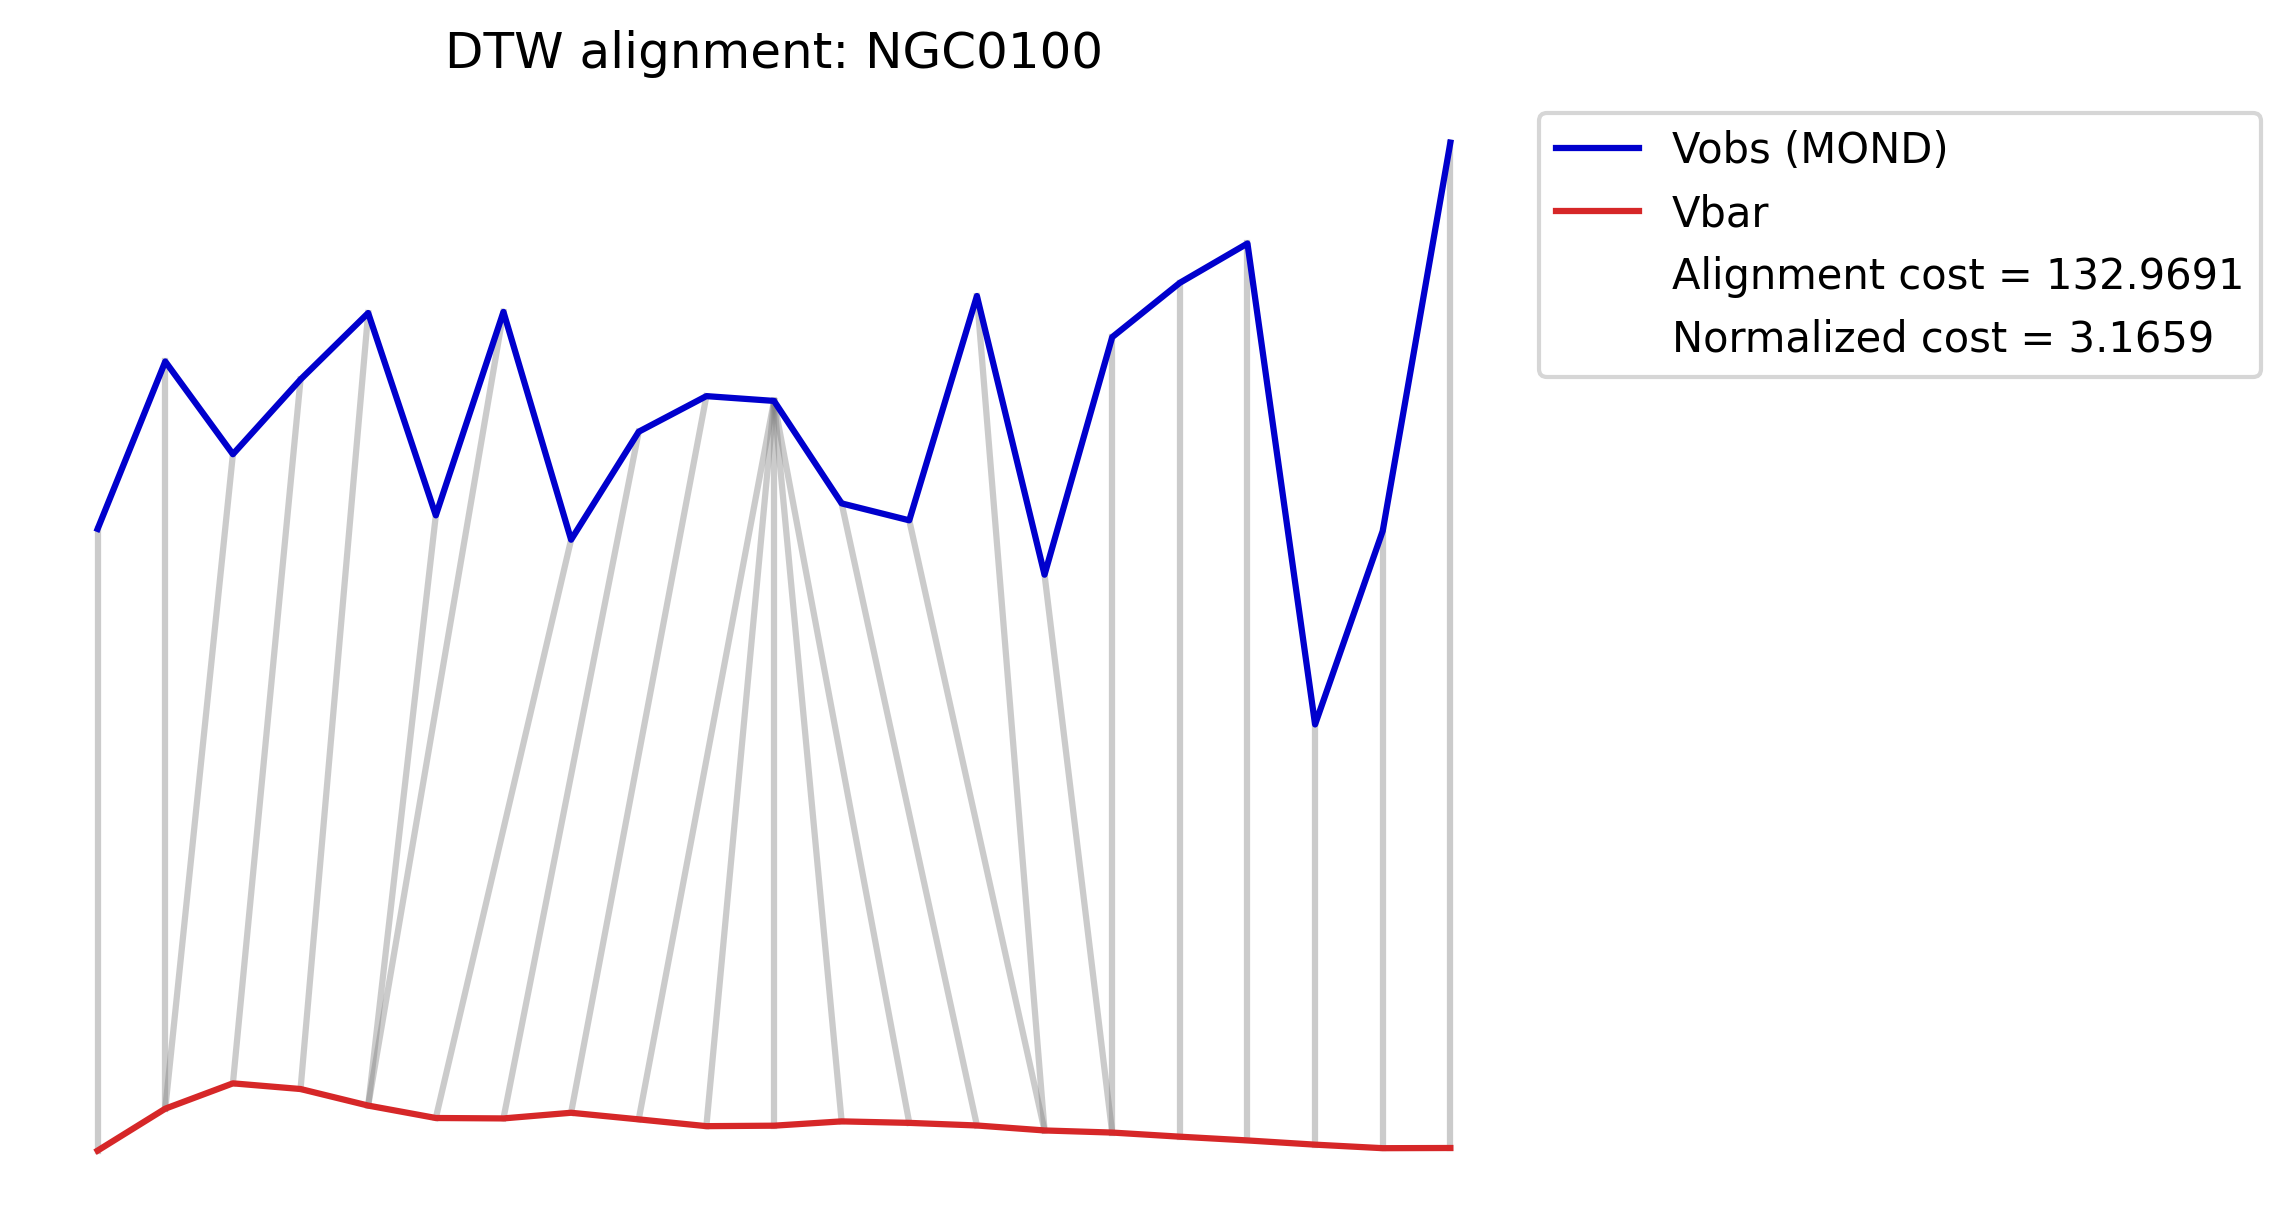 DTW alignment: NGC0100
Vobs (MOND)
Vbar
Alignment cost = 132.9691
Normalized cost = 3.1659